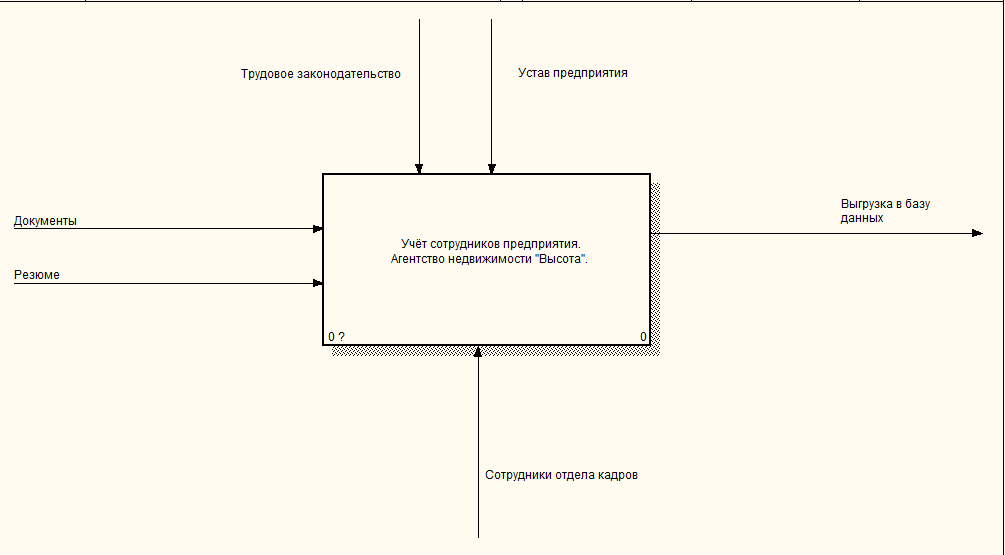 Трудовое законодательство
Устав предприятия
Документы
Резюме
Выгрузка в базу
данных
Учёт сотрудников предприятия.
Агентство недвижимости "Высота".
0 ?
0
Сотрудники отдела кадров